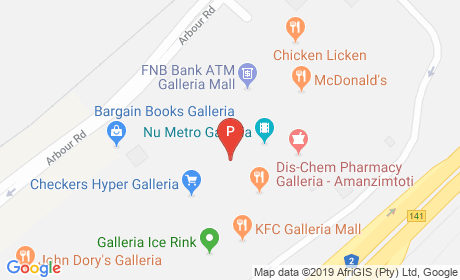 Arbour Rd
Chicken Licken
FNB Bank ATM
Galleria Mall
McDonald's
Bargain Books Galleria
P
Nu Metro Galleria
Arbour Rd
Dis-Chem Pharmacy
Galleria - Amanzimtoti
Checkers Hyper Galleria
141
KFC Galleria Mall
Galleria Ice Rink
John Dory's Galleria
2
Google
Map data ©2019 AfriGIS (Pty) Ltd, Google